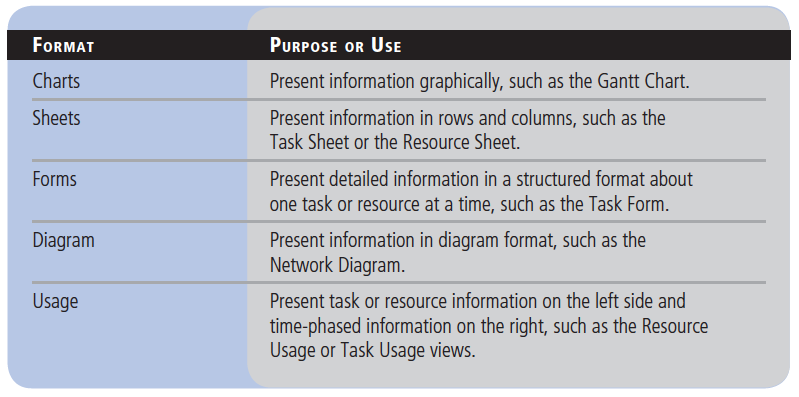 FORMAT PURPOSE OR USE
Charts Present information graphically, such as the Gantt Chart.
Sheets Present information in rows and columns, such as the
Task Sheet or the Resource Sheet.
Forms Present detailed information in a structured format about
one task or resource at a time, such as the Task Form.
Diagram Present information in diagram format, such as the
Network Diagram.
Usage Present task or resource information on the left side and
time-phased information on the right, such as the Resource
Usage or Task Usage views.